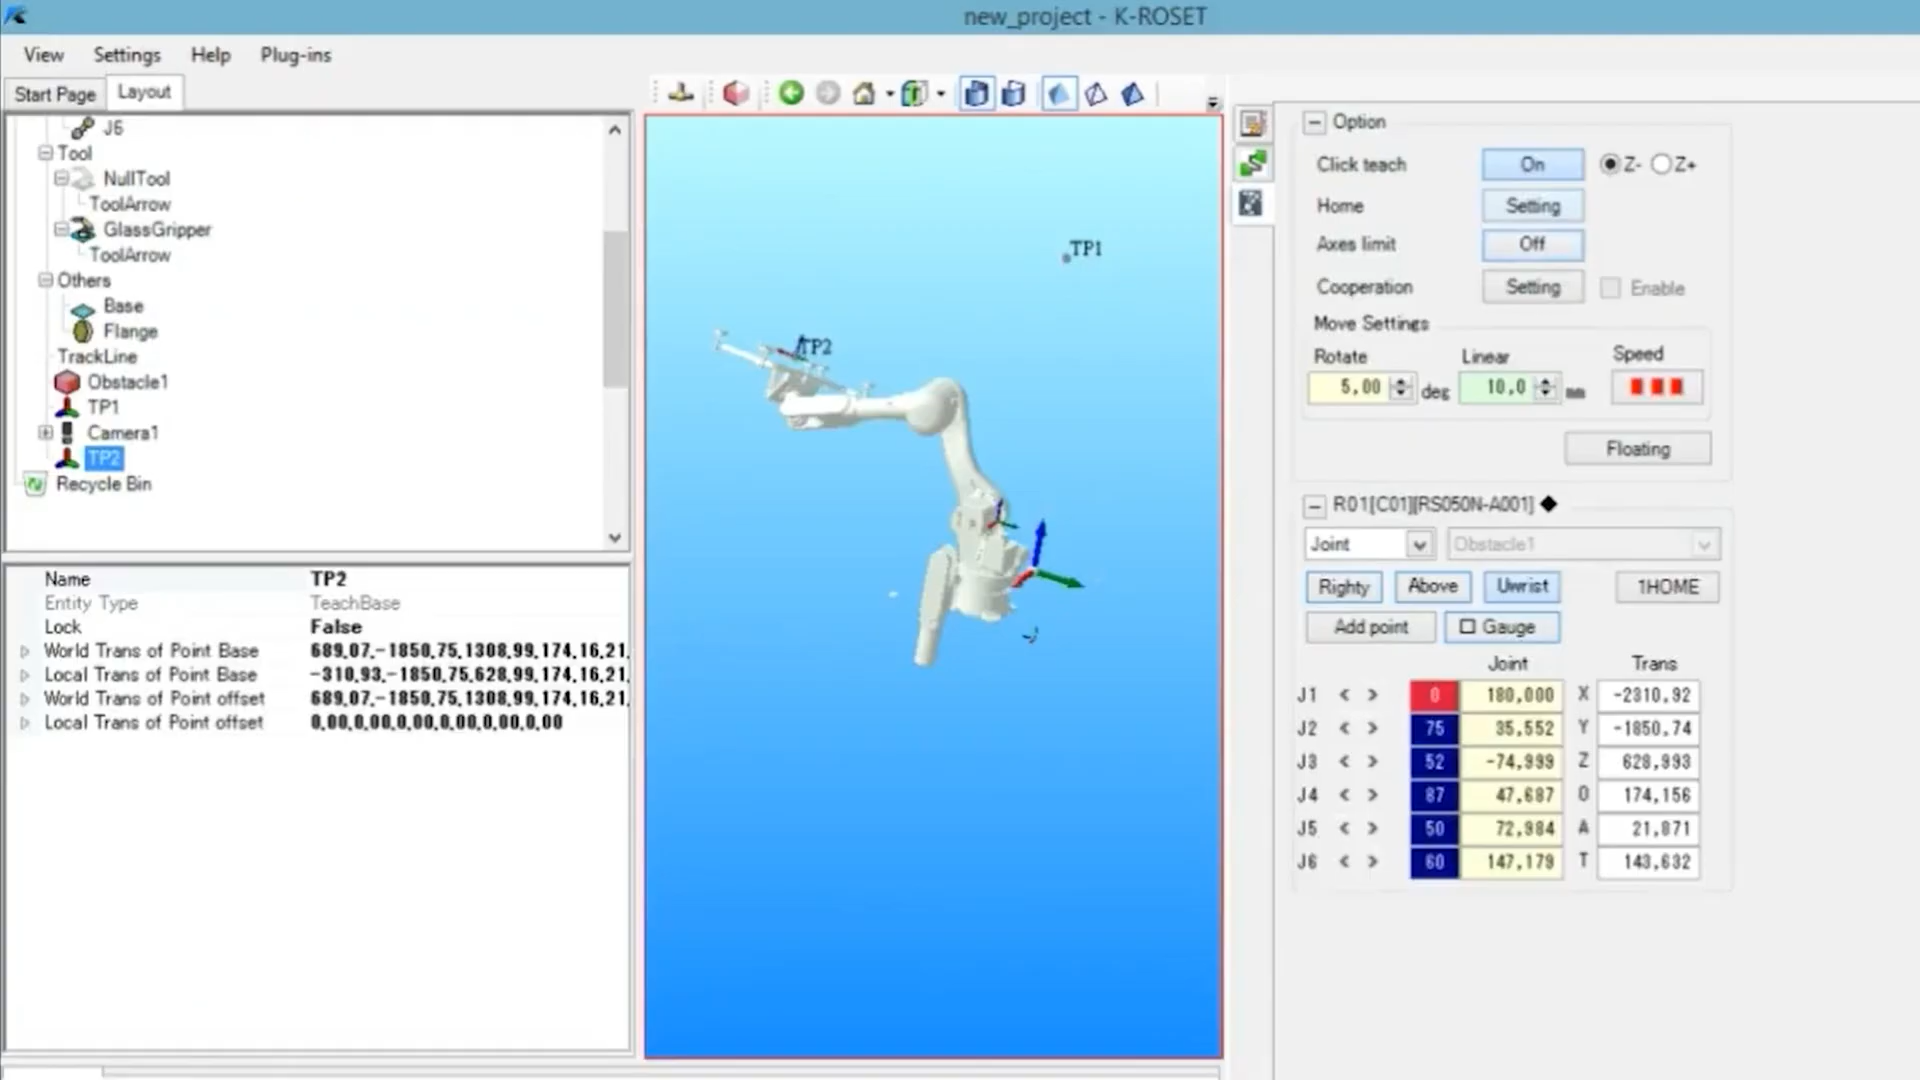 new_project - K-ROSET
View Settings Help Plug-ins
Start Page Layout
J6
Tool
NullTool
ToolArrow
GlassGripper
ToolArrow
Others
Base
Flange
TrackLine
Obstacle1
TP1
Camera1
TP2
Recycle Bin
Name TP2
Entity Type TeachBase
Lock False
World Trans of Point Base 689,07,-1850,75,1308,99,174,16,21,
Local Trans of Point Base -310,93,-1850,75,628,99,174,16,21,
World Trans of Point offset 689,07,-1850,75,1308,99,174,16,21,
Local Trans of Point offset 0,00,0,00,0,00,0,00,0,00,0,00
TP1
TP2
Option
Click teach On Z- Z+
Home Setting
Axes limit Off
Cooperation Setting Enable
Move Settings
Rotate Linear Speed
5,00 deg 10,0 mm
Floating
R01[C01][RS050N-A001]
Joint Obstacle1
Righty Above Uwrist 1HOME
Add point Gauge
Joint Trans
J1 < > 0 180,000 X -2310,92
J2 < > 75 35,552 Y -1850,74
J3 < > 52 -74,999 Z 628,993
J4 < > 87 47,687 O 174,156
J5 < > 50 72,984 A 21,871
J6 < > 60 147,179 T 143,632